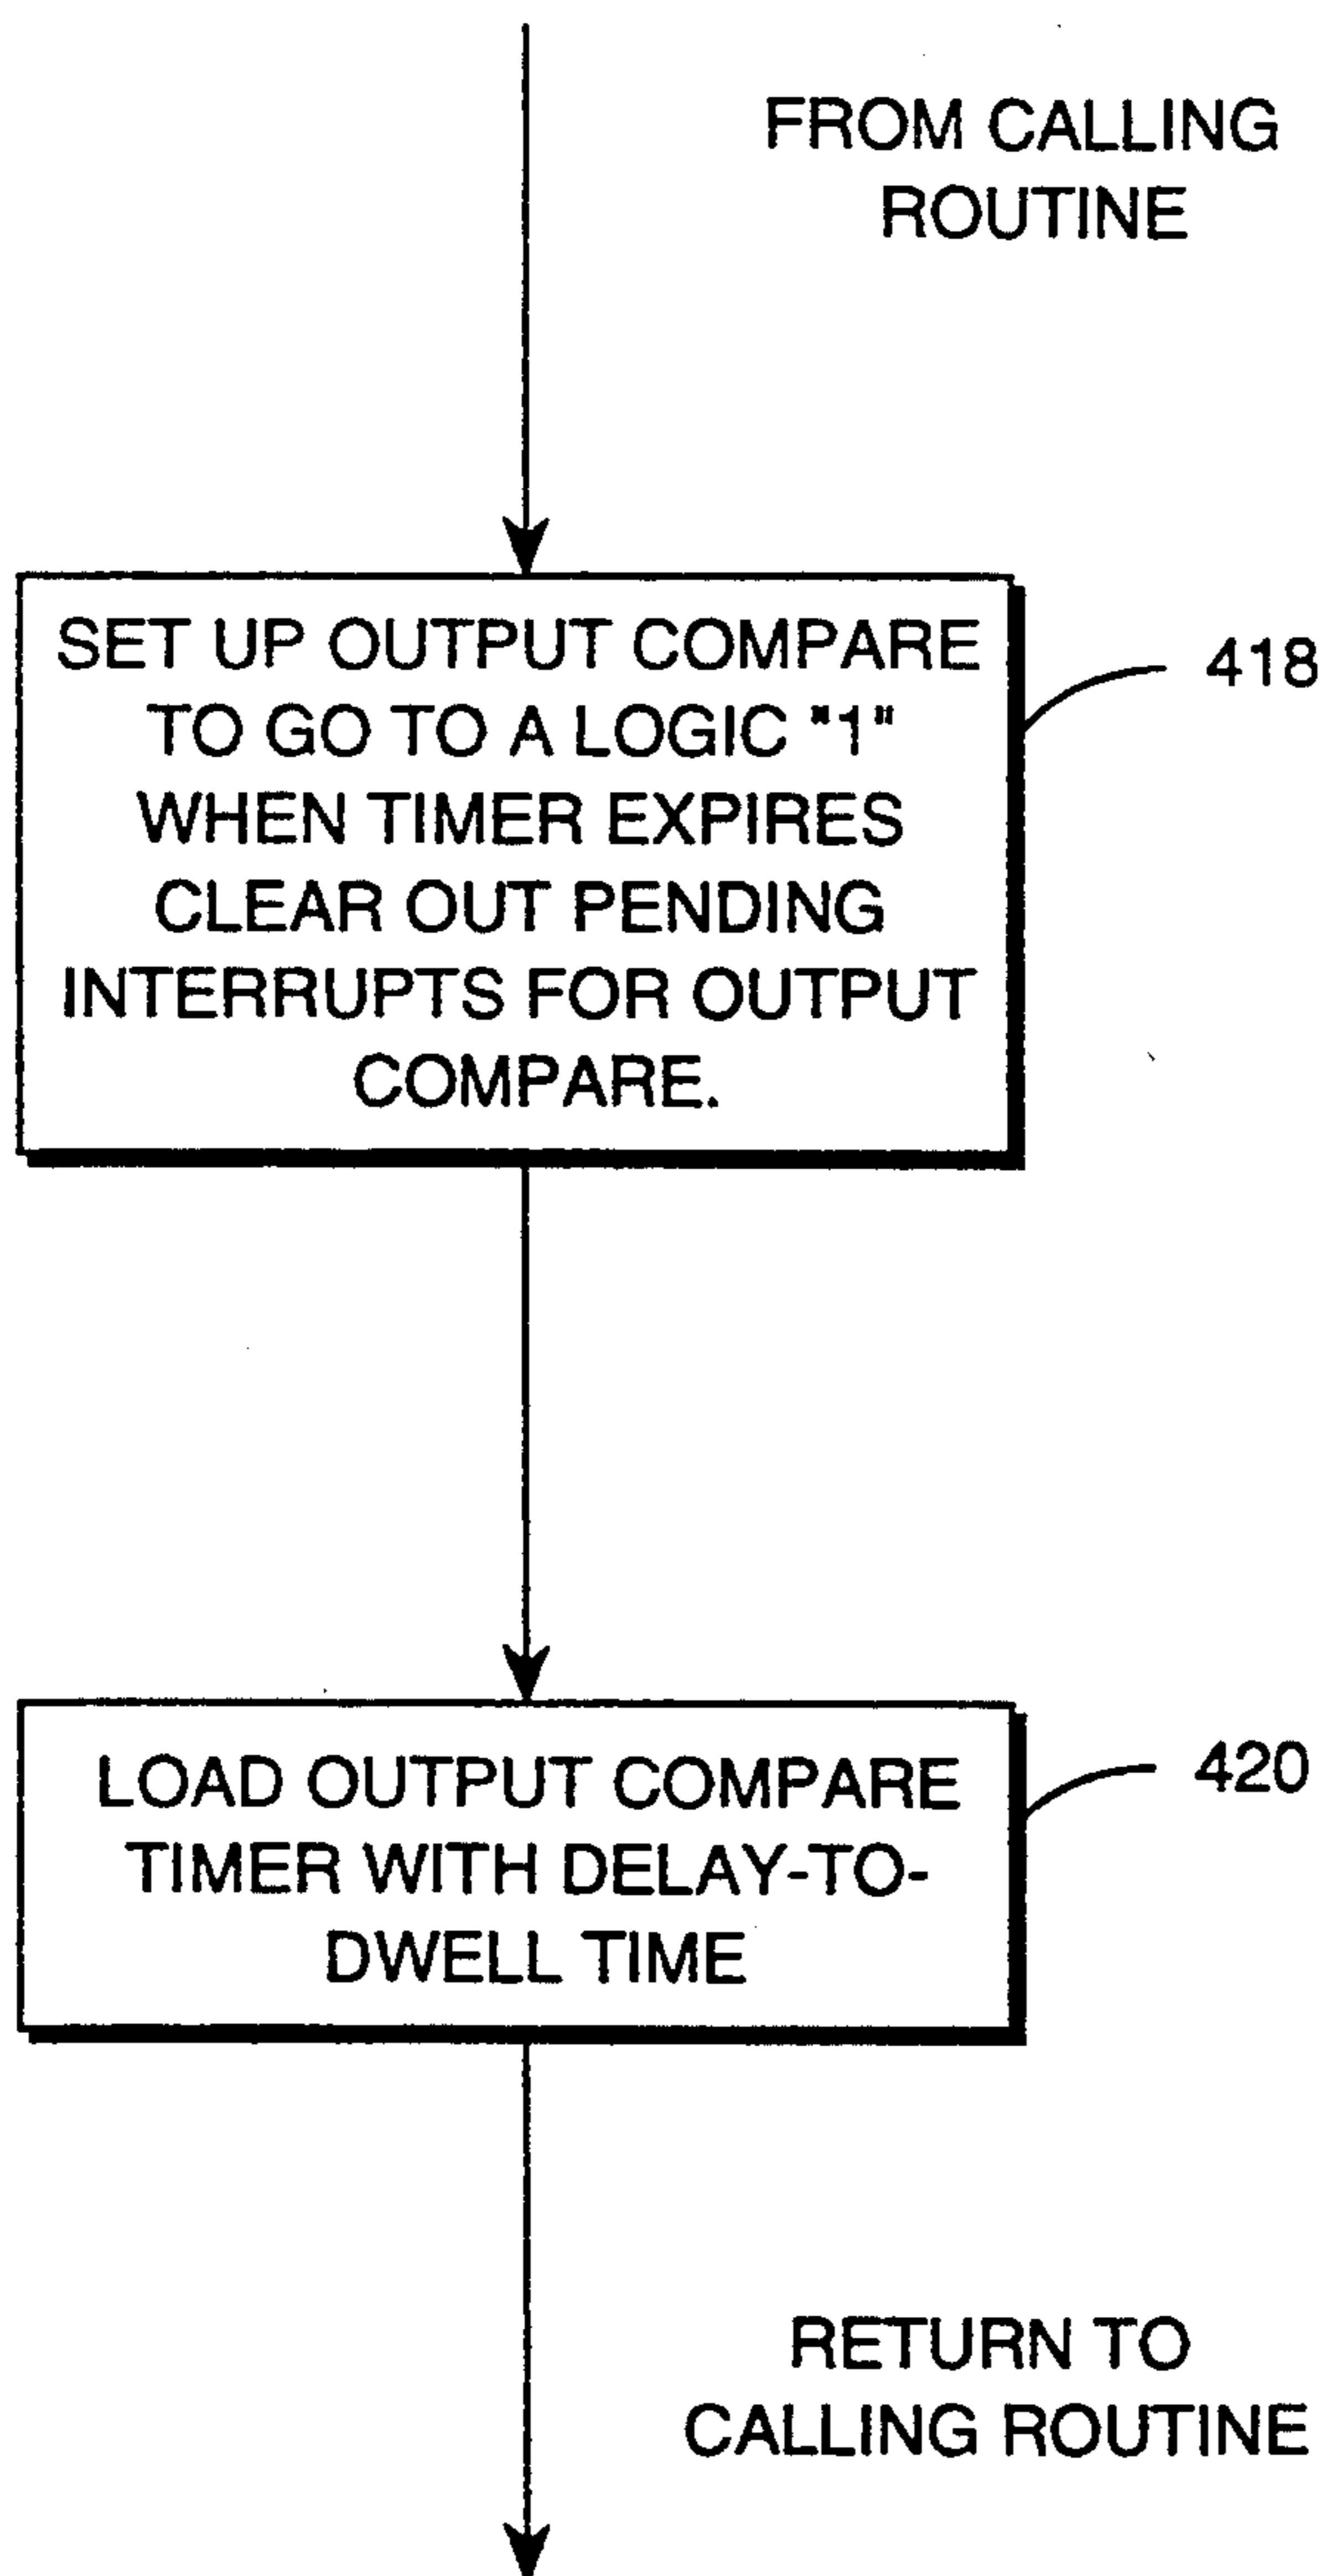 FROM CALLING
ROUTINE
SET UP OUTPUT COMPARE
TO GO TO A LOGIC "1"
WHEN TIMER EXPIRES
CLEAR OUT PENDING
INTERRUPTS FOR OUTPUT
COMPARE.
418
LOAD OUTPUT COMPARE
TIMER WITH DELAY-TO-
DWELL TIME
420
RETURN TO
CALLING ROUTINE